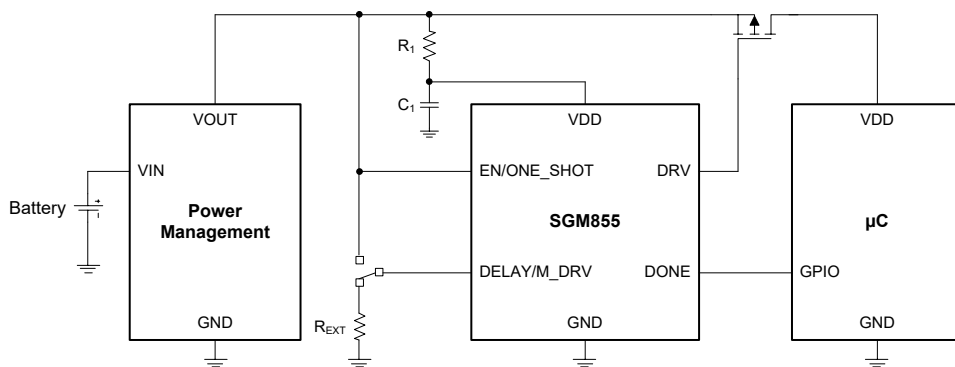 R1
C1
VOUT
VDD
VDD
VIN
EN/ONE_SHOT
DRV
Battery
+
-
Power
Management
SGM855
µC
DELAY/M_DRV
DONE
GPIO
REXT
GND
GND
GND